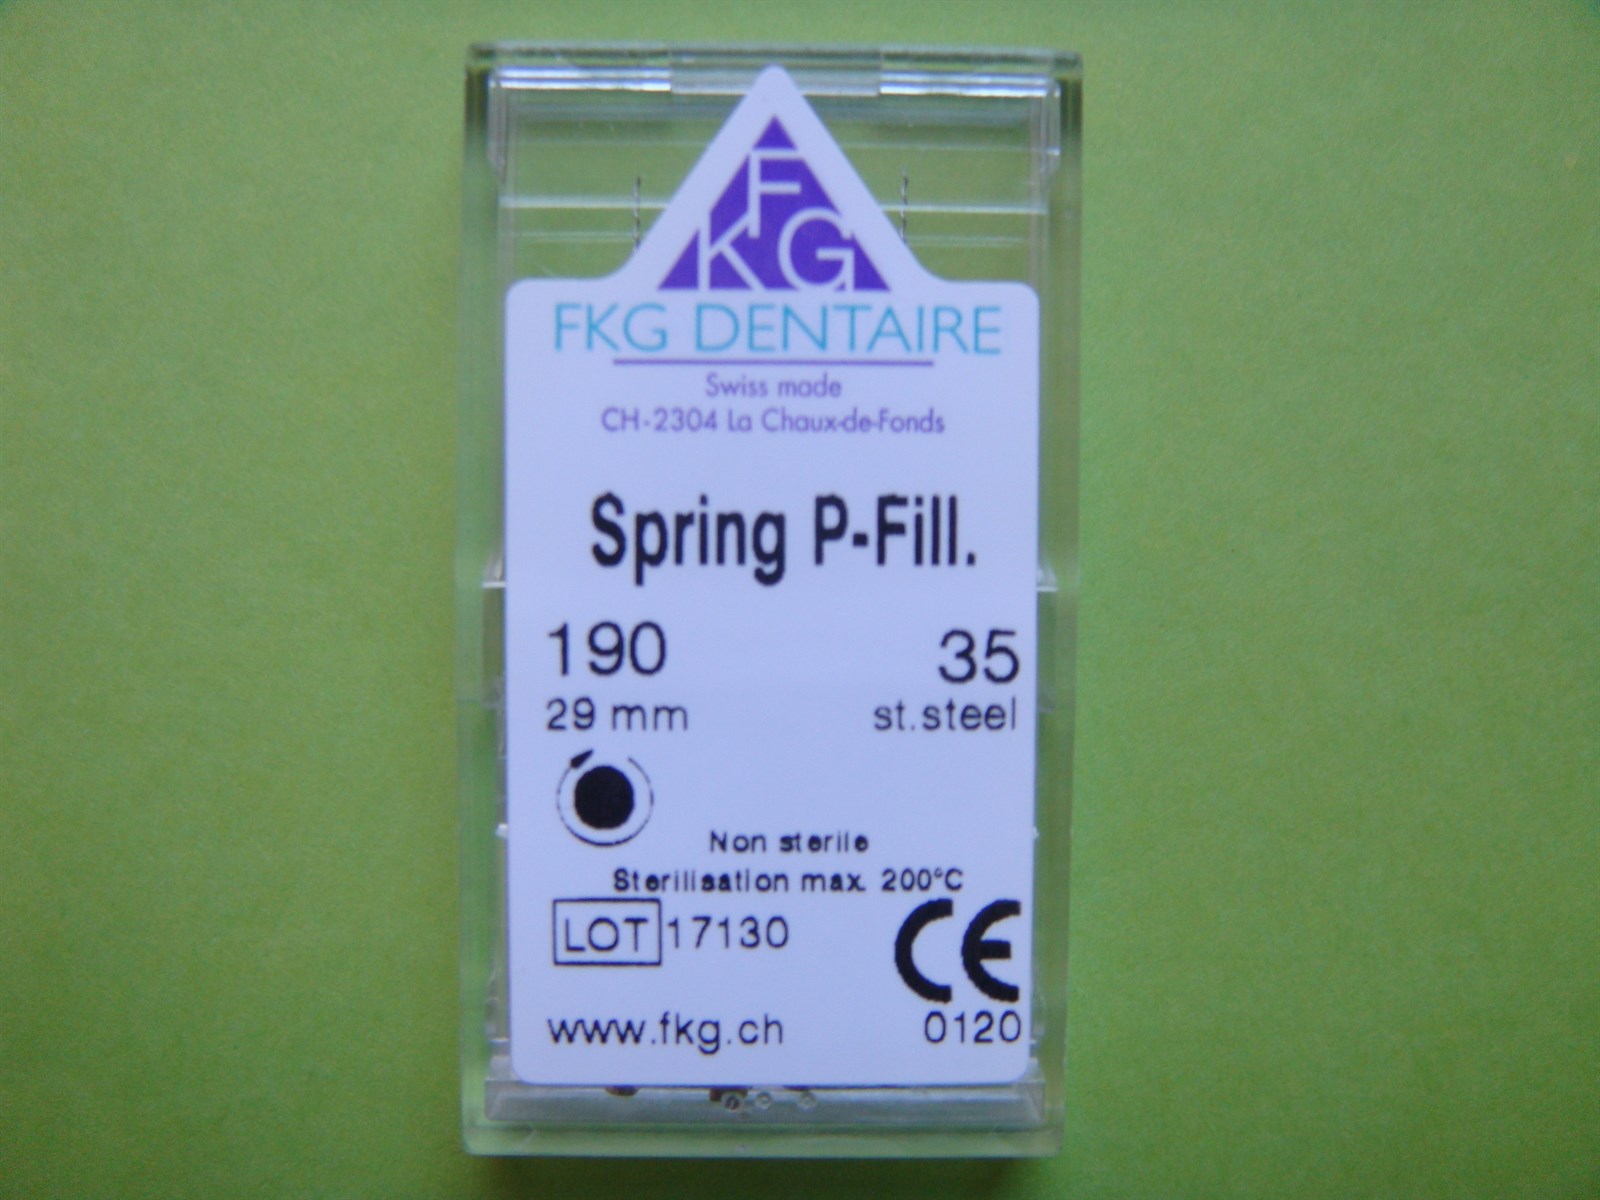 FKG
FKG DENTAIRE
Swiss made
CH-2304 La Chaux-de-Fonds
Spring P-Fill.
190 35
29 mm st.steel
Non sterile
Sterilisation max. 200°C
LOT 17130
CE
www.fkg.ch 0120